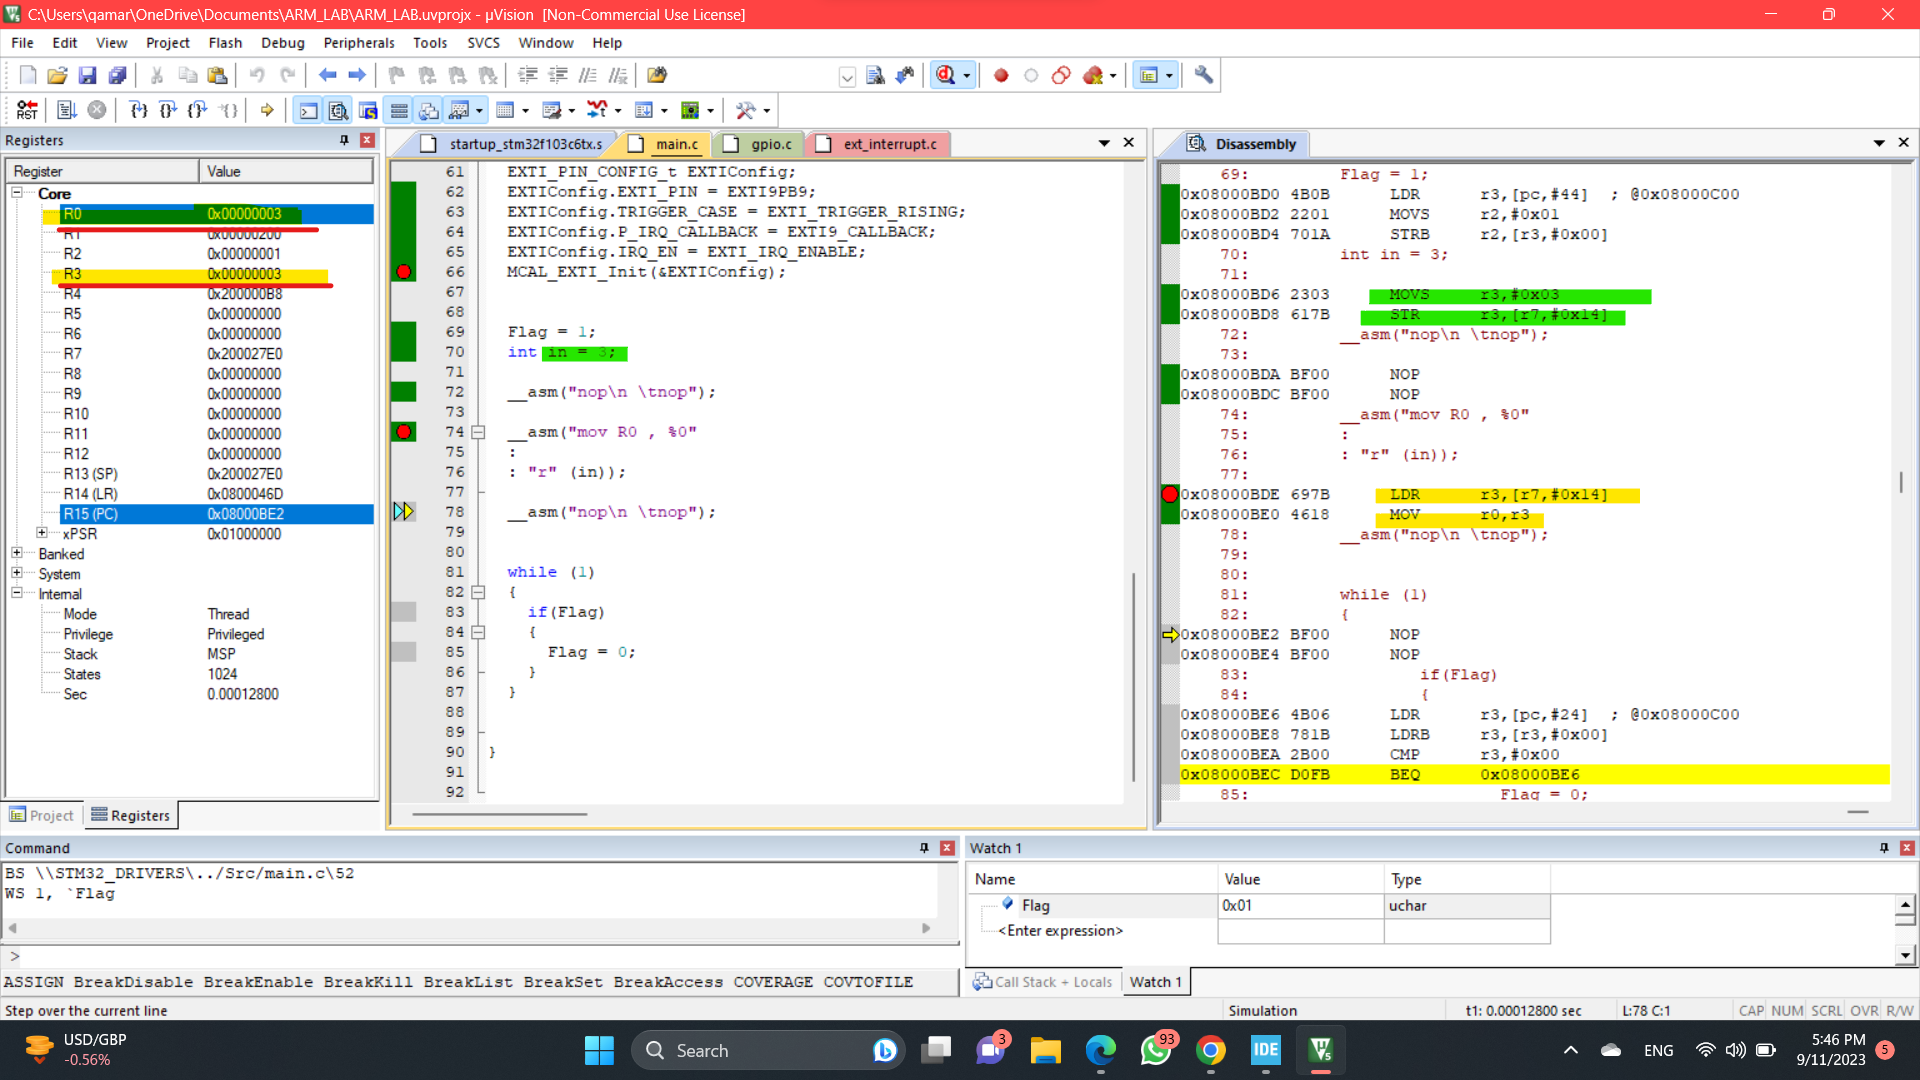 C:\Users\qamar\OneDrive\Documents\ARM_LAB\ARM_LAB.uvprojx - µVision  [Non-Commercial Use License]
File Edit View Project Flash Debug Peripherals Tools SVCS Window Help
RST
Registers
Register Value
Core
R0 0x00000003
R1 0x00000200
R2 0x00000001
R3 0x00000003
R4 0x200000B8
R5 0x00000000
R6 0x00000000
R7 0x200027E0
R8 0x00000000
R9 0x00000000
R10 0x00000000
R11 0x00000000
R12 0x00000000
R13 (SP) 0x200027E0
R14 (LR) 0x0800046D
R15 (PC) 0x08000BE2
xPSR 0x01000000
Banked
System
Internal
Mode Thread
Privilege Privileged
Stack MSP
States 1024
Sec 0.00012800
Project Registers
startup_stm32f103c6tx.s main.c gpio.c ext_interrupt.c
61 EXTI_PIN_CONFIG_t EXTIConfig;
62 EXTIConfig.EXTI_PIN = EXTI9PB9;
63 EXTIConfig.TRIGGER_CASE = EXTI_TRIGGER_RISING;
64 EXTIConfig.P_IRQ_CALLBACK = EXTI9_CALLBACK;
65 EXTIConfig.IRQ_EN = EXTI_IRQ_ENABLE;
66 MCAL_EXTI_Init(&EXTIConfig);
67
68
69 Flag = 1;
70 int in = 3;
71
72 __asm("nop\n \tnop");
73
74 __asm("mov R0 , %0"
75 :
76 : "r" (in));
77
78 __asm("nop\n \tnop");
79
80
81 while (1)
82 {
83 if(Flag)
84 {
85 Flag = 0;
86 }
87 }
88
89
90 }
91
92
Disassembly
69: Flag = 1;
0x08000BD0 4B0B LDR r3,[pc,#44] ; @0x08000C00
0x08000BD2 2201 MOVS r2,#0x01
0x08000BD4 701A STRB r2,[r3,#0x00]
70: int in = 3;
71:
0x08000BD6 2303 MOVS r3,#0x03
0x08000BD8 617B STR r3,[r7,#0x14]
72: __asm("nop\n \tnop");
73:
0x08000BDA BF00 NOP
0x08000BDC BF00 NOP
74: __asm("mov R0 , %0"
75: :
76: : "r" (in));
77:
0x08000BDE 697B LDR r3,[r7,#0x14]
0x08000BE0 4618 MOV r0,r3
78: __asm("nop\n \tnop");
79:
80:
81: while (1)
82: {
0x08000BE2 BF00 NOP
0x08000BE4 BF00 NOP
83: if(Flag)
84: {
0x08000BE6 4B06 LDR r3,[pc,#24] ; @0x08000C00
0x08000BE8 781B LDRB r3,[r3,#0x00]
0x08000BEA 2B00 CMP r3,#0x00
0x08000BEC D0FB BEQ 0x08000BE6
85: Flag = 0;
Command
BS \\STM32_DRIVERS\../Src/main.c\52
WS 1, `Flag
>
ASSIGN BreakDisable BreakEnable BreakKill BreakList BreakSet BreakAccess COVERAGE COVTOFILE
Watch 1
Name Value Type
Flag 0x01 uchar
<Enter expression>
Call Stack + Locals Watch 1
Step over the current line Simulation t1: 0.00012800 sec L:78 C:1 CAP NUM SCRL OVR R/W
USD/GBP
-0.56%
Search
3
93
IDE
5
ENG
5:46 PM
9/11/2023
5